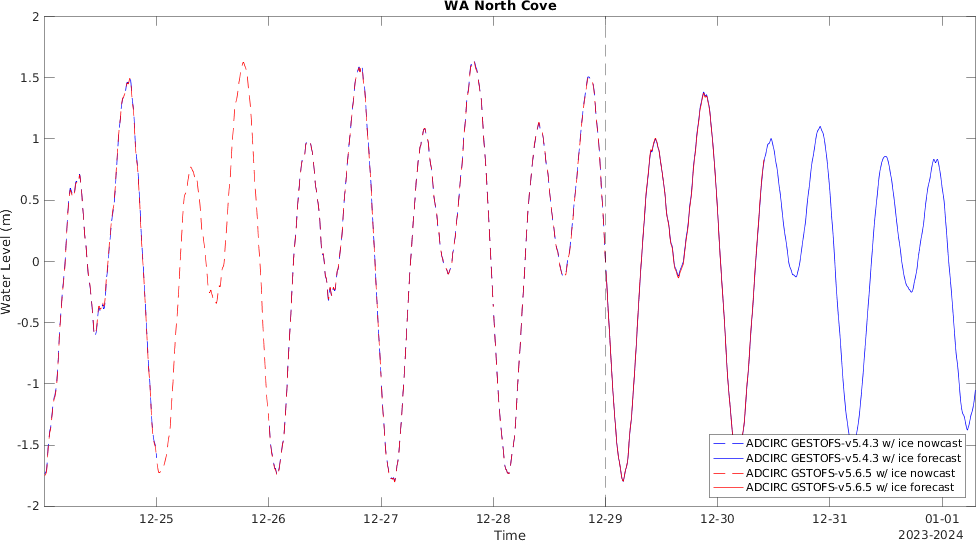 WA North Cove
2
1.5
1
0.5
0
-0.5
-1
-1.5
-2
Water Level (m)
12-25
12-26
12-27
12-28
12-29
12-30
12-31
01-01
Time
2023-2024
ADCIRC GESTOFS-v5.4.3 w/ ice nowcast
ADCIRC GESTOFS-v5.4.3 w/ ice forecast
ADCIRC GSTOFS-v5.6.5 w/ ice nowcast
ADCIRC GSTOFS-v5.6.5 w/ ice forecast